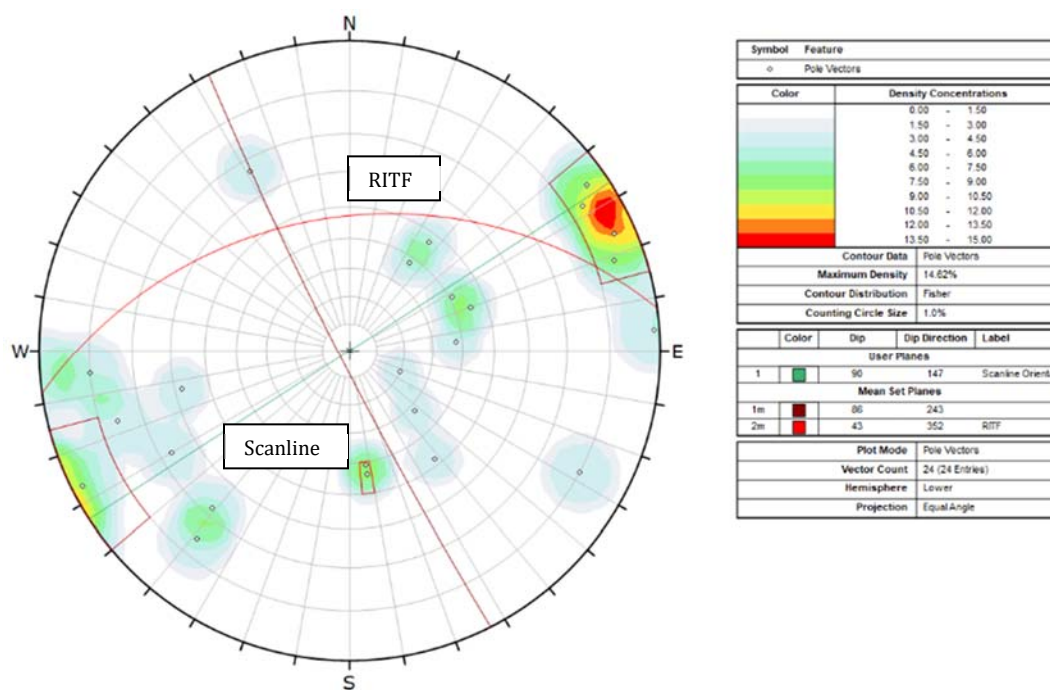 N
RITF
W
E
Scanline
S
Symbol Feature
Pole Vectors
Color Density Concentrations
0.00 - 1.50
1.50 - 3.00
3.00 - 4.50
4.50 - 6.00
6.00 - 7.50
7.50 - 9.00
9.00 - 10.50
10.50 - 12.00
12.00 - 13.50
13.50 - 15.00
Contour Data Pole Vectors
Maximum Density 14.62%
Contour Distribution Fisher
Counting Circle Size 1.0%
Color Dip Dip Direction Label
User Planes
1 90 147 Scanline Orient
Mean Set Planes
1m 86 243
2m 43 352 RITF
Plot Mode Pole Vectors
Vector Count 24 (24 Entries)
Hemisphere Lower
Projection Equal Angle